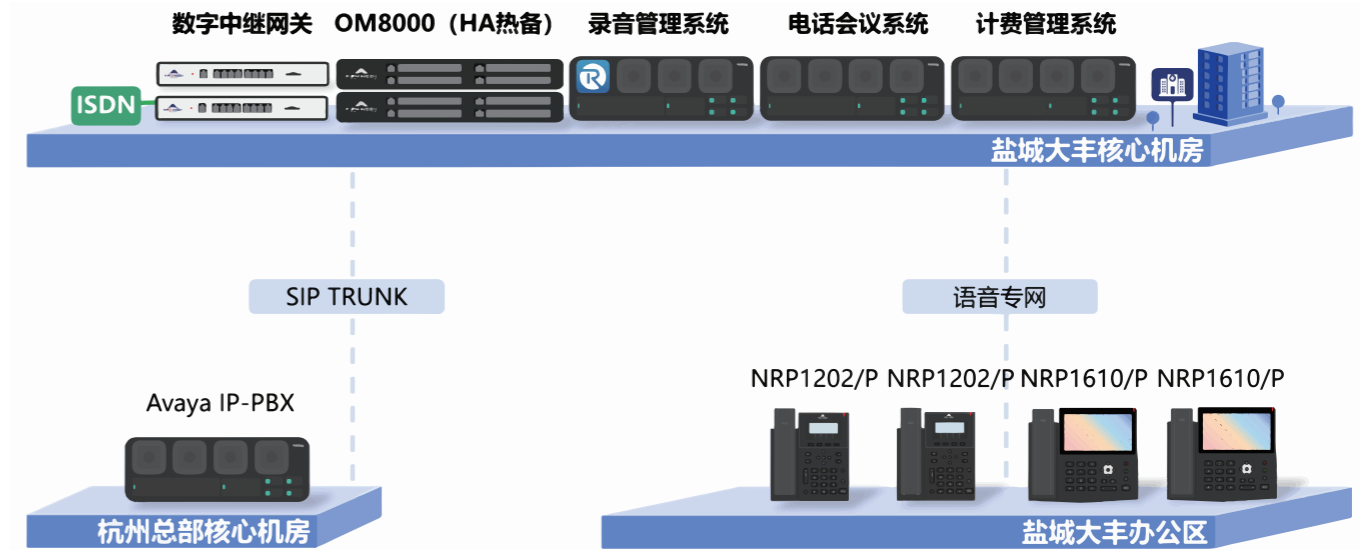 数字中继网关 OM8000（HA热备） 录音管理系统 电话会议系统 计费管理系统
ISDN
盐城大丰核心机房
SIP TRUNK
语音专网
NRP1202/P NRP1202/P NRP1610/P NRP1610/P
Avaya IP-PBX
杭州总部核心机房
盐城大丰办公区